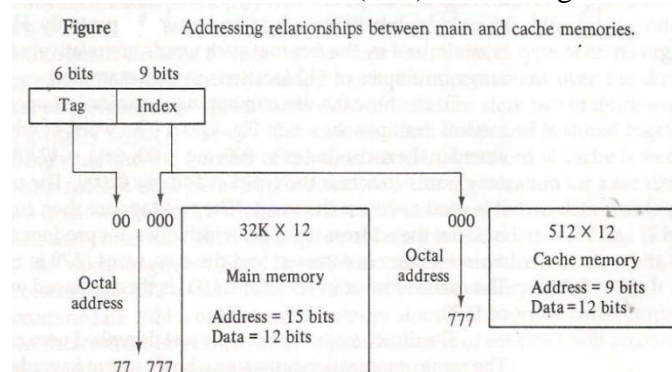 Figure Addressing relationships between main and cache memories.
6 bits 9 bits
Tag Index
00 000
32K X 12
Main memory
Address = 15 bits
Data = 12 bits
Octal
address
77 777
000
512 X 12
Cache memory
Address = 9 bits
Data = 12 bits
Octal
address
777